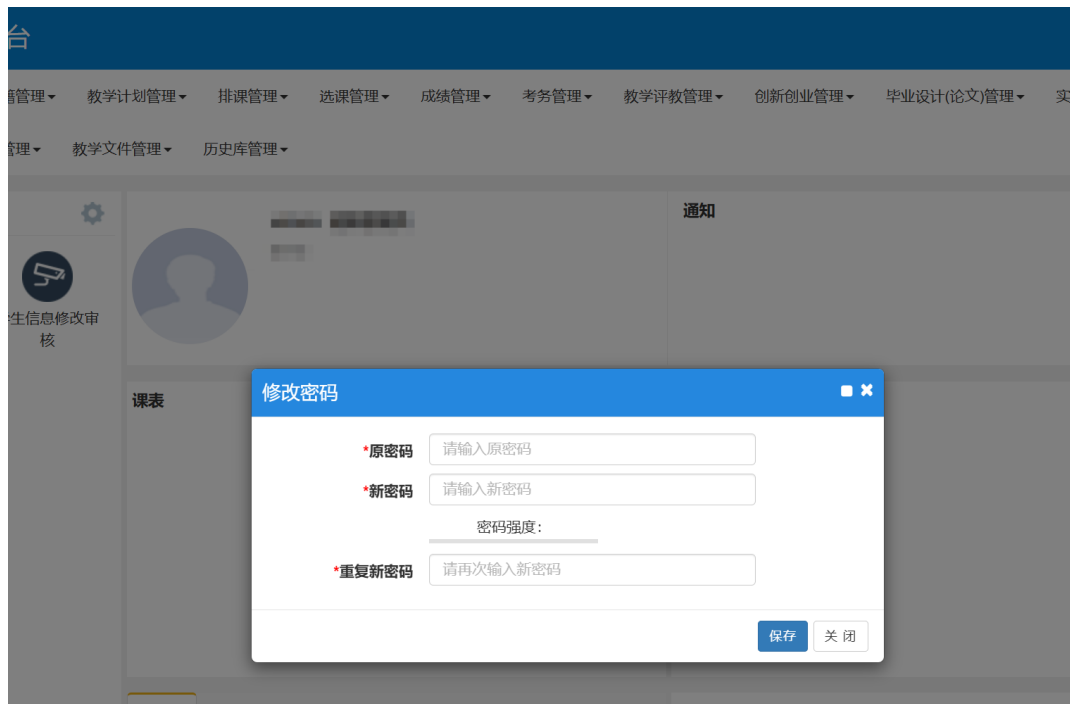 台
管理
教学计划管理
排课管理
选课管理
成绩管理
考务管理
教学评教管理
创新创业管理
毕业设计(论文)管理
实
管理
教学文件管理
历史库管理
通知
生信息修改审
核
课表
修改密码
*原密码 请输入原密码
*新密码 请输入新密码
密码强度:
*重复新密码 请再次输入新密码
保存
关 闭